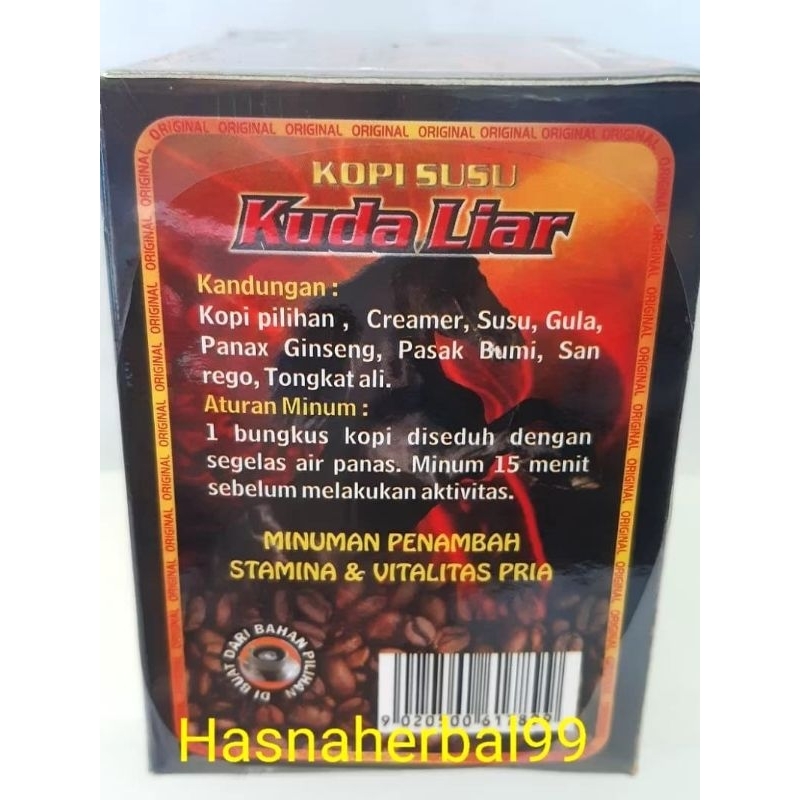 ORIGINAL ORIGINAL ORIGINAL ORIGINAL ORIGINAL ORIGINAL ORIGINAL
KOPI SUSU
Kuda Liar
Kandungan :
Kopi pilihan , Creamer, Susu, Gula,
Panax Ginseng, Pasak Bumi, San
rego, Tongkat ali.
Aturan Minum :
1 bungkus kopi diseduh dengan
segelas air panas. Minum 15 menit
sebelum melakukan aktivitas.
MINUMAN PENAMBAH
STAMINA & VITALITAS PRIA
DI BUAT DARI BAHAN PILIHAN
Hasnaherbal99